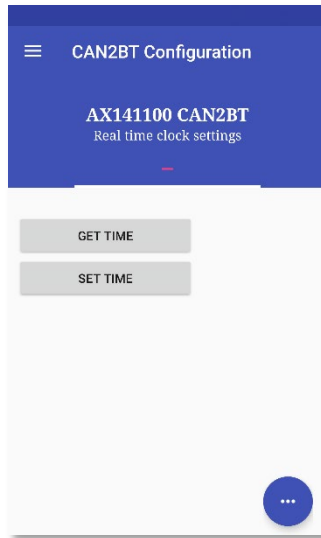 CAN2BT Configuration
AX141100 CAN2BT
Real time clock settings
GET TIME
SET TIME